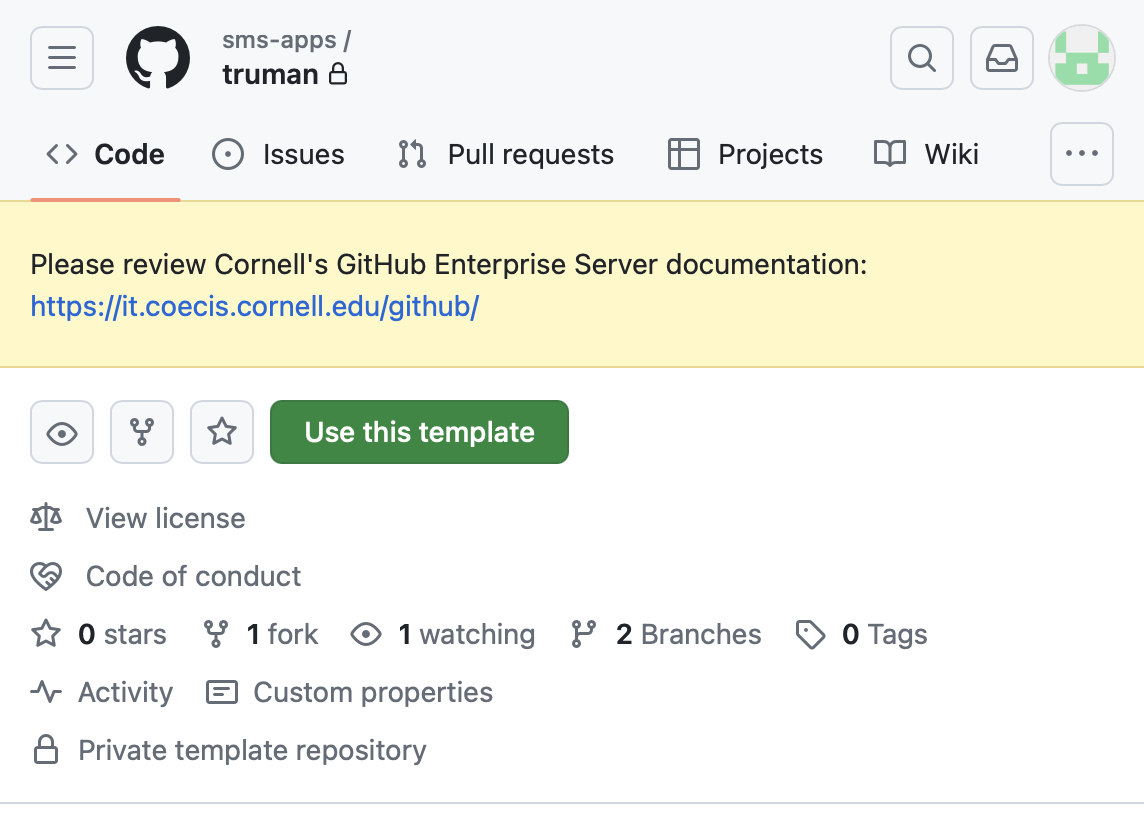 sms-apps /
truman
Code Issues Pull requests Projects Wiki
Please review Cornell's GitHub Enterprise Server documentation:
https://it.coecis.cornell.edu/github/
Use this template
View license
Code of conduct
0 stars 1 fork 1 watching 2 Branches 0 Tags
Activity Custom properties
Private template repository